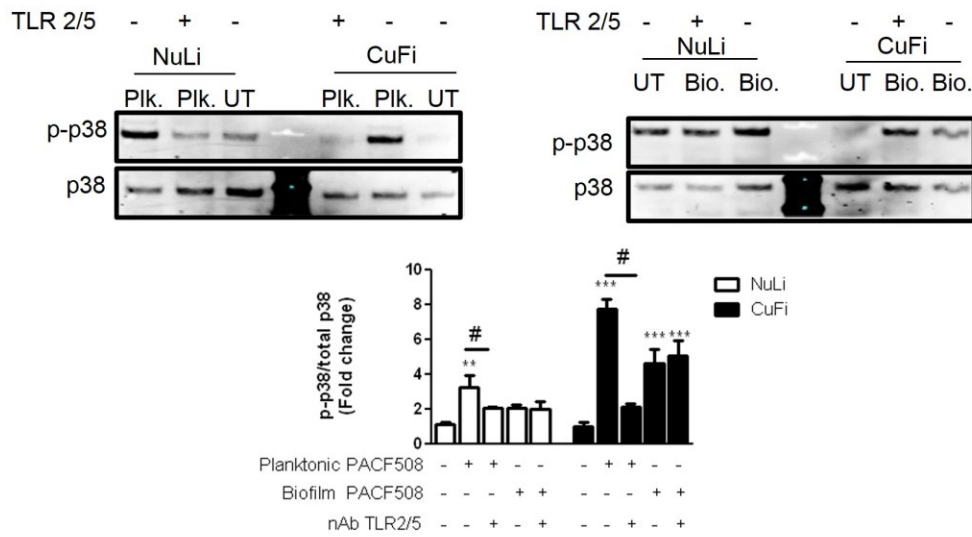 TLR 2/5 - + - + - -
NuLi CuFi
Plk. Plk. UT Plk. Plk. UT
p-p38
p38
TLR 2/5 - + - - + -
NuLi CuFi
UT Bio. Bio. UT Bio. Bio.
p-p38
p38
p-p38/total p38
(Fold change)
10
8
6
4
2
0
# ** # *** *** ***
NuLi
CuFi
Planktonic PACF508 - + + - - - + + - -
Biofilm PACF508 - - - + + - - - + +
nAb TLR2/5 - - + - + - - + - +